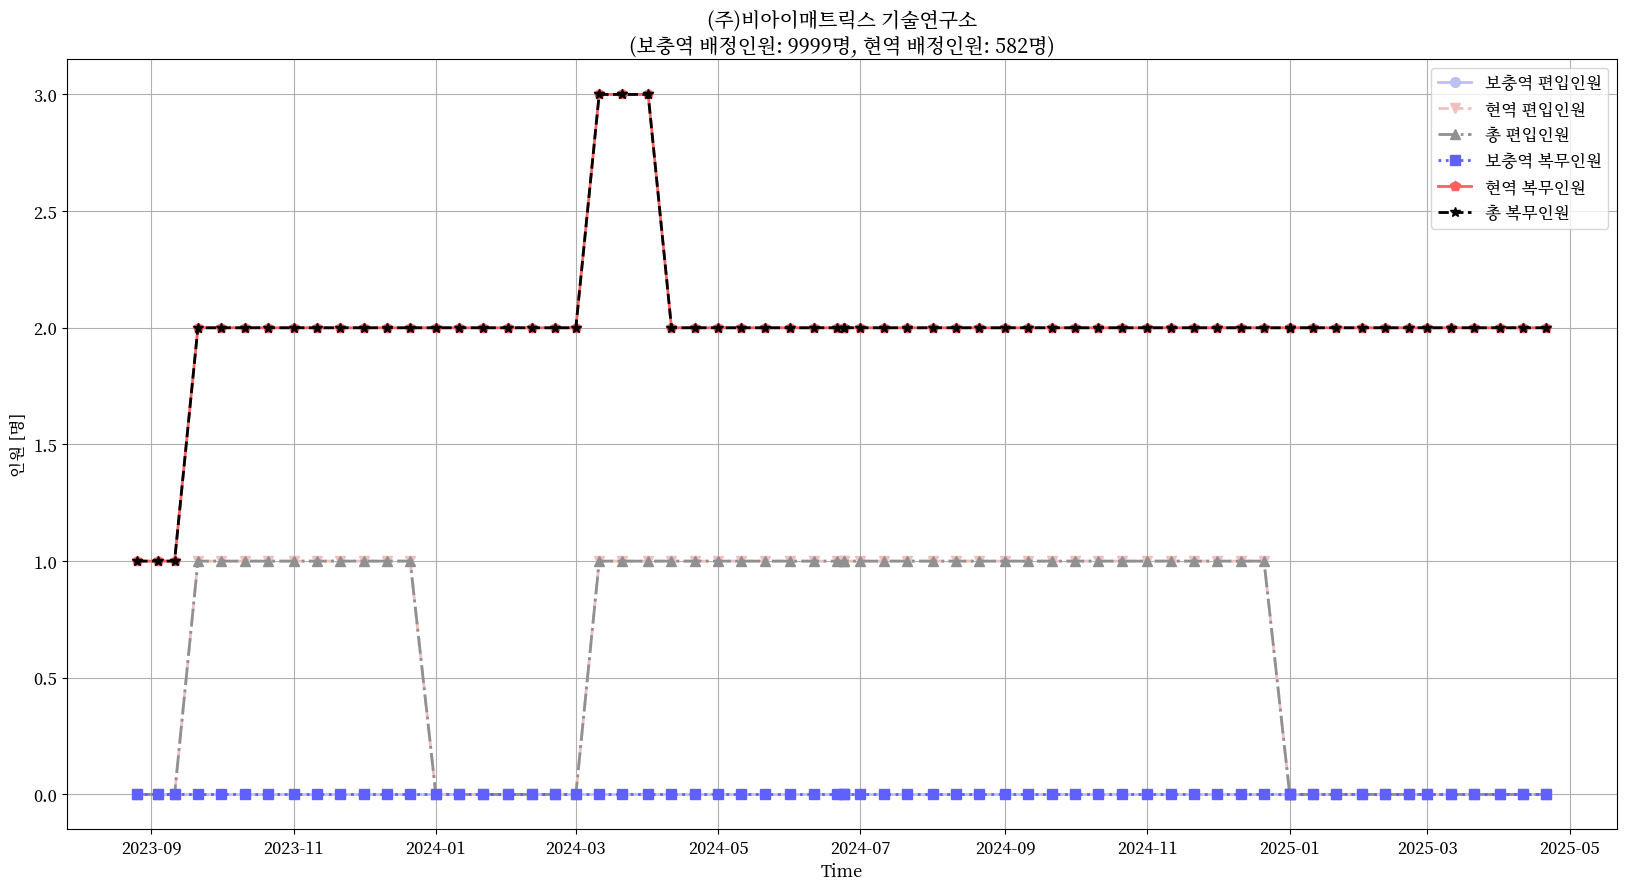 (주)비아이매트릭스 기술연구소
(보충역 배정인원: 9999명, 현역 배정인원: 582명)
보충역 편입인원
현역 편입인원
총 편입인원
보충역 복무인원
현역 복무인원
총 복무인원
인원 [명]
3.0
2.5
2.0
1.5
1.0
0.5
0.0
2023-09 2023-11 2024-01 2024-03 2024-05 2024-07 2024-09 2024-11 2025-01 2025-03 2025-05
Time